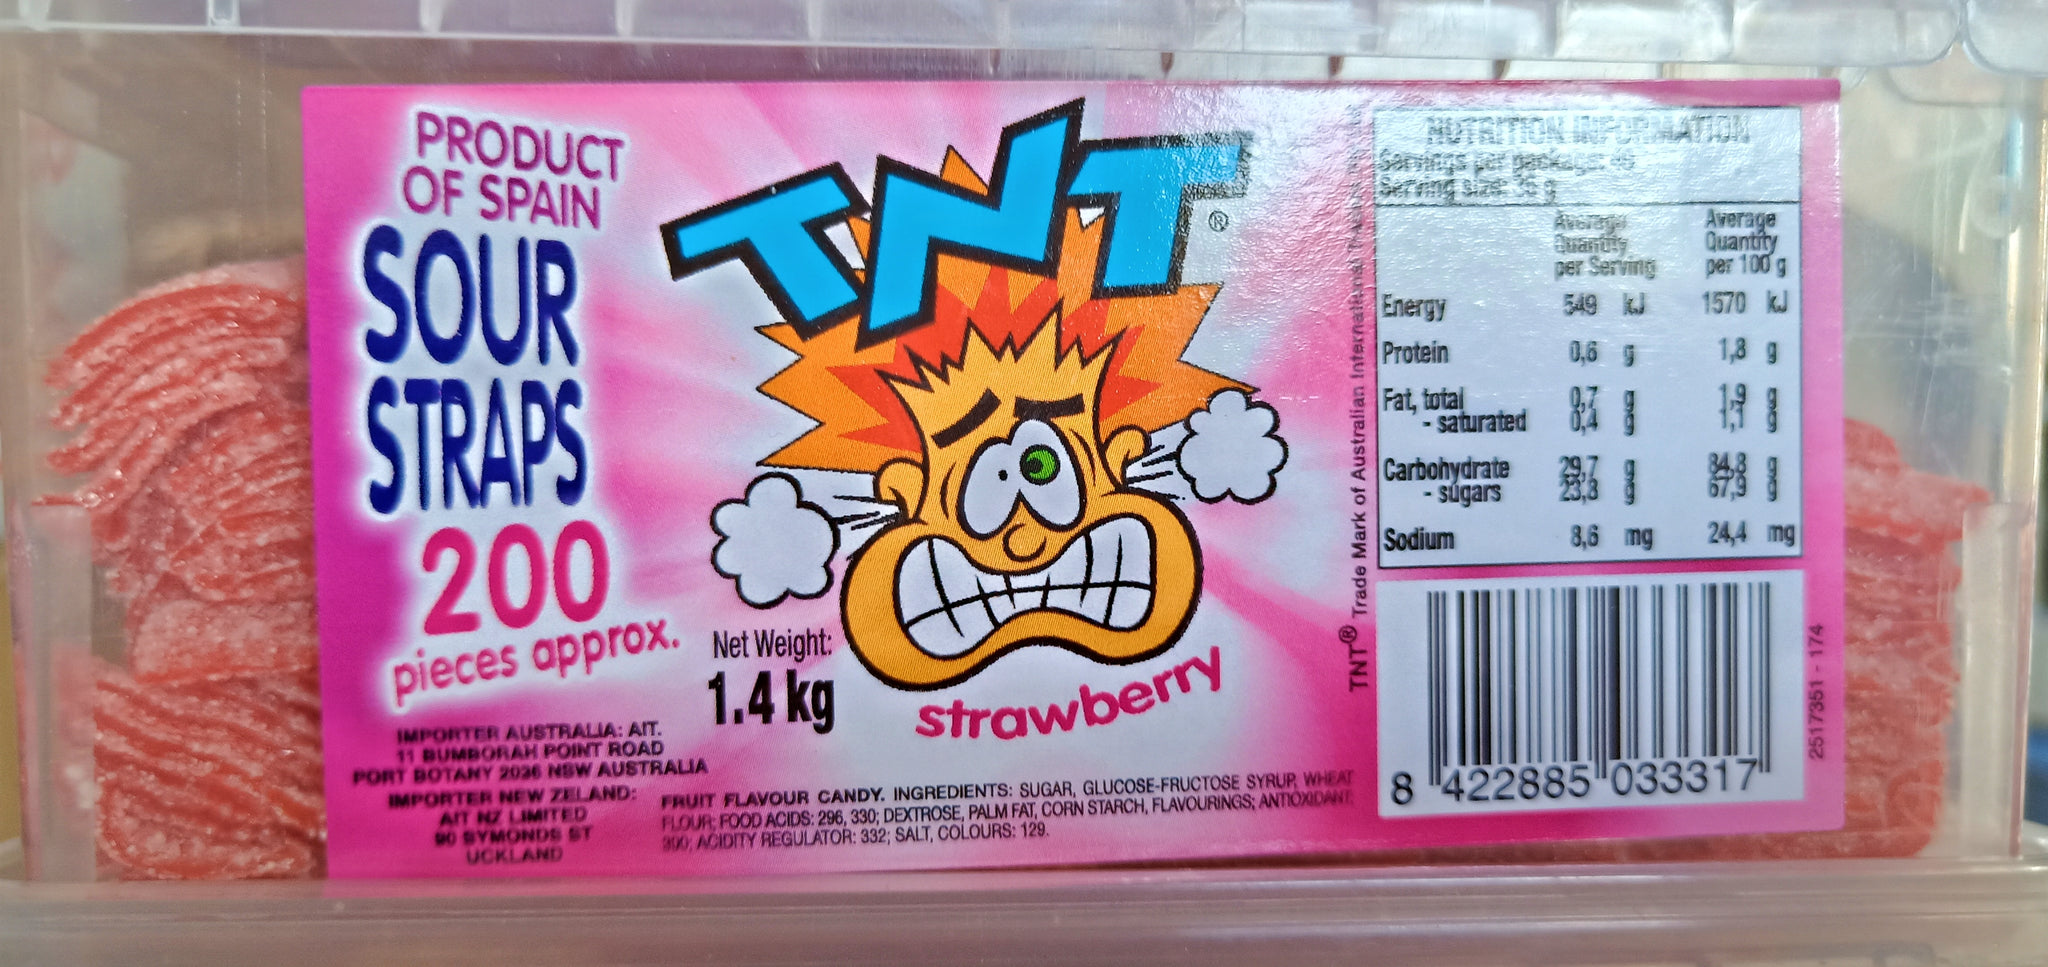 PRODUCT
OF SPAIN
SOUR
STRAPS
200
pieces approx.
IMPORTER AUSTRALIA: AIT.
11 BUMBORAH POINT ROAD
PORT BOTANY 2036 NSW AUSTRALIA
IMPORTER NEW ZELAND:
AIT NZ LIMITED
90 SYMONDS ST
UCKLAND
TNT®
Net Weight:
1.4 kg
strawberry
FRUIT FLAVOUR CANDY. INGREDIENTS: SUGAR, GLUCOSE-FRUCTOSE SYRUP, WHEAT
FLOUR; FOOD ACIDS: 296, 330; DEXTROSE, PALM FAT, CORN STARCH, FLAVOURINGS; ANTIOXIDANT:
300; ACIDITY REGULATOR: 332; SALT, COLOURS: 129.
TNT® Trade Mark of Australian International
NUTRITION INFORMATION
Servings per package:
Serving size: 35 g
Average Average
Quantity Quantity
per Serving per 100 g
Energy 549 kJ 1570 kJ
Protein 0,6 g 1,8 g
Fat, total 0,7 g 1,9 g
- saturated 0,4 g 1,1 g
Carbohydrate 29,7 g 84,8 g
- sugars 23,8 g 67,9 g
Sodium 8,6 mg 24,4 mg
8 422885 033317
2517351 - 174